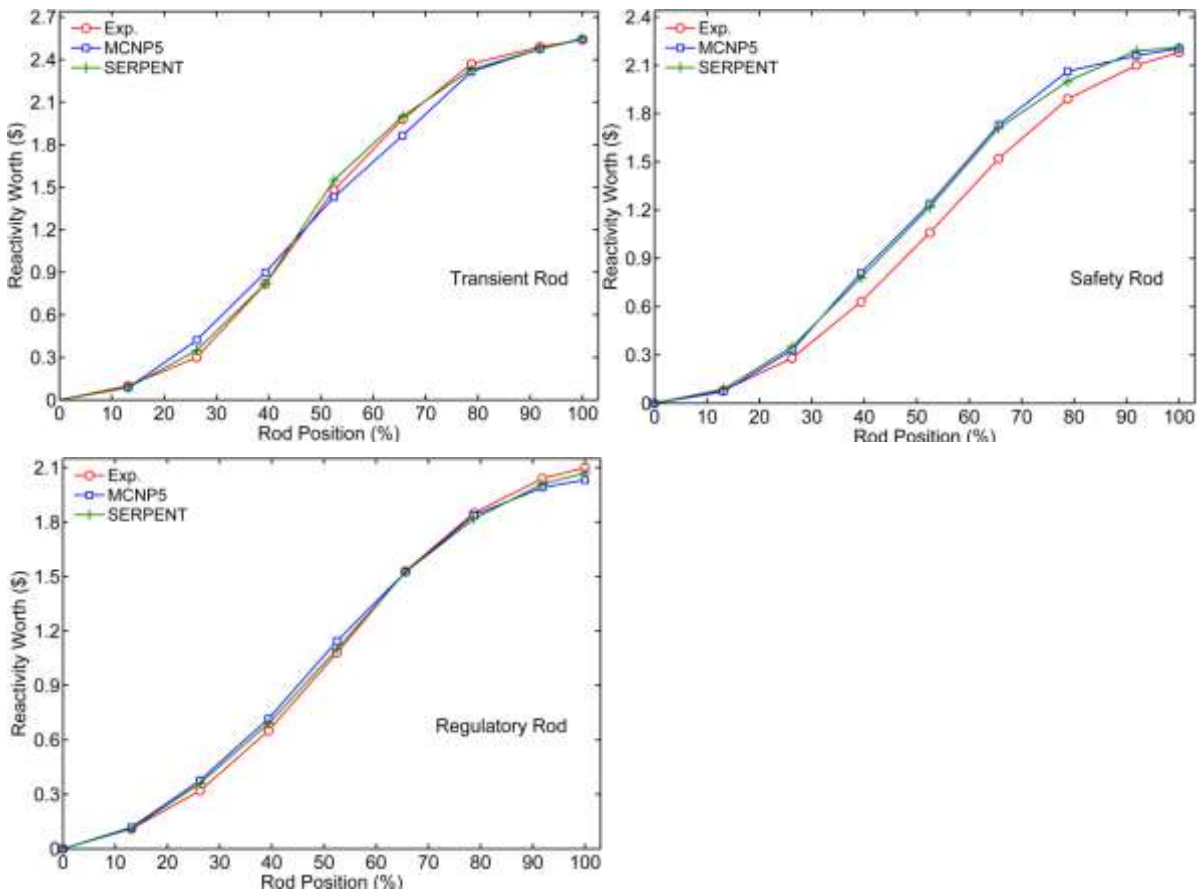 2.7
2.4
2.1
1.8
1.5
1.2
0.9
0.6
0.3
0
Reactivity Worth ($)
Exp.
MCNP5
SERPENT
Transient Rod
0 10 20 30 40 50 60 70 80 90 100
Rod Position (%)
2.4
2.1
1.8
1.5
1.2
0.9
0.6
0.3
0
Reactivity Worth ($)
Exp.
MCNP5
SERPENT
Safety Rod
0 10 20 30 40 50 60 70 80 90 100
Rod Position (%)
2.1
1.8
1.5
1.2
0.9
0.6
0.3
0
Reactivity Worth ($)
Exp.
MCNP5
SERPENT
Regulatory Rod
0 10 20 30 40 50 60 70 80 90 100
Rod Position (%)